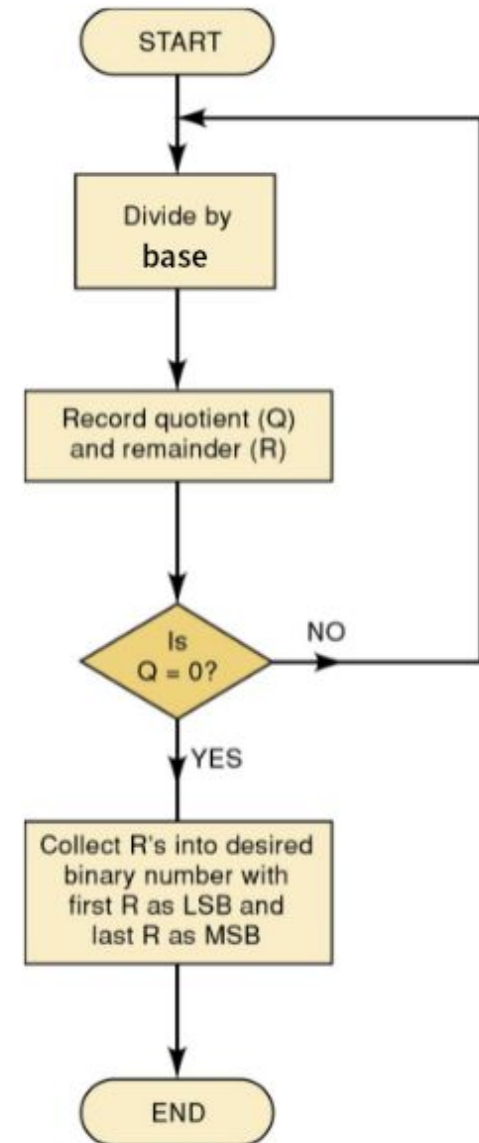 START
Divide by
base
Record quotient (Q)
and remainder (R)
Is
Q = 0?
NO
YES
Collect R's into desired
binary number with
first R as LSB and
last R as MSB
END